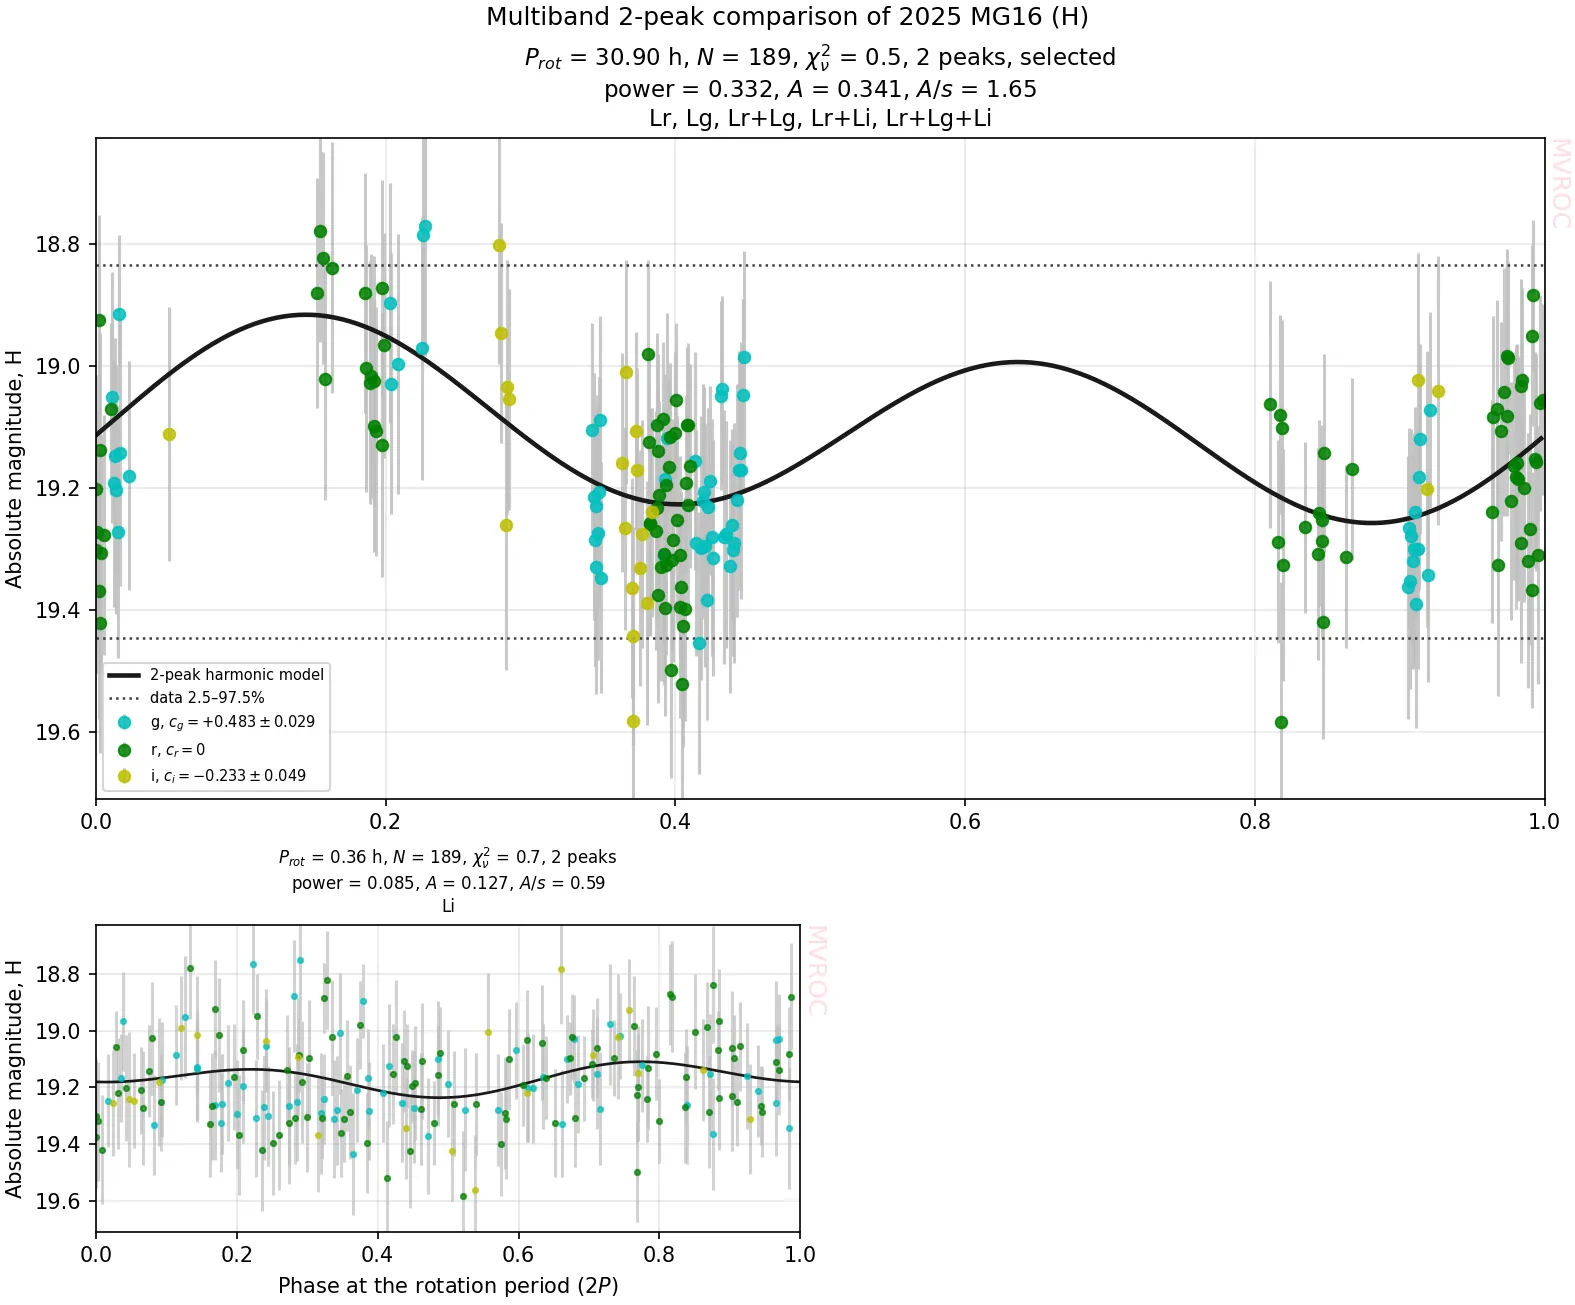 Multiband 2-peak comparison of 2025 MG16 (H)
P_rot = 30.90 h, N = 189, χ²_ν = 0.5, 2 peaks, selected
power = 0.332, A = 0.341, A/s = 1.65
Lr, Lg, Lr+Lg, Lr+Li, Lr+Lg+Li
MVROC
Absolute magnitude, H
18.8
19.0
19.2
19.4
19.6
2-peak harmonic model
data 2.5–97.5%
g, c_g = +0.483 ± 0.029
r, c_r = 0
i, c_i = −0.233 ± 0.049
0.0 0.2 0.4 0.6 0.8 1.0
P_rot = 0.36 h, N = 189, χ²_ν = 0.7, 2 peaks
power = 0.085, A = 0.127, A/s = 0.59
Li
MVROC
Absolute magnitude, H
18.8
19.0
19.2
19.4
19.6
0.0 0.2 0.4 0.6 0.8 1.0
Phase at the rotation period (2P)